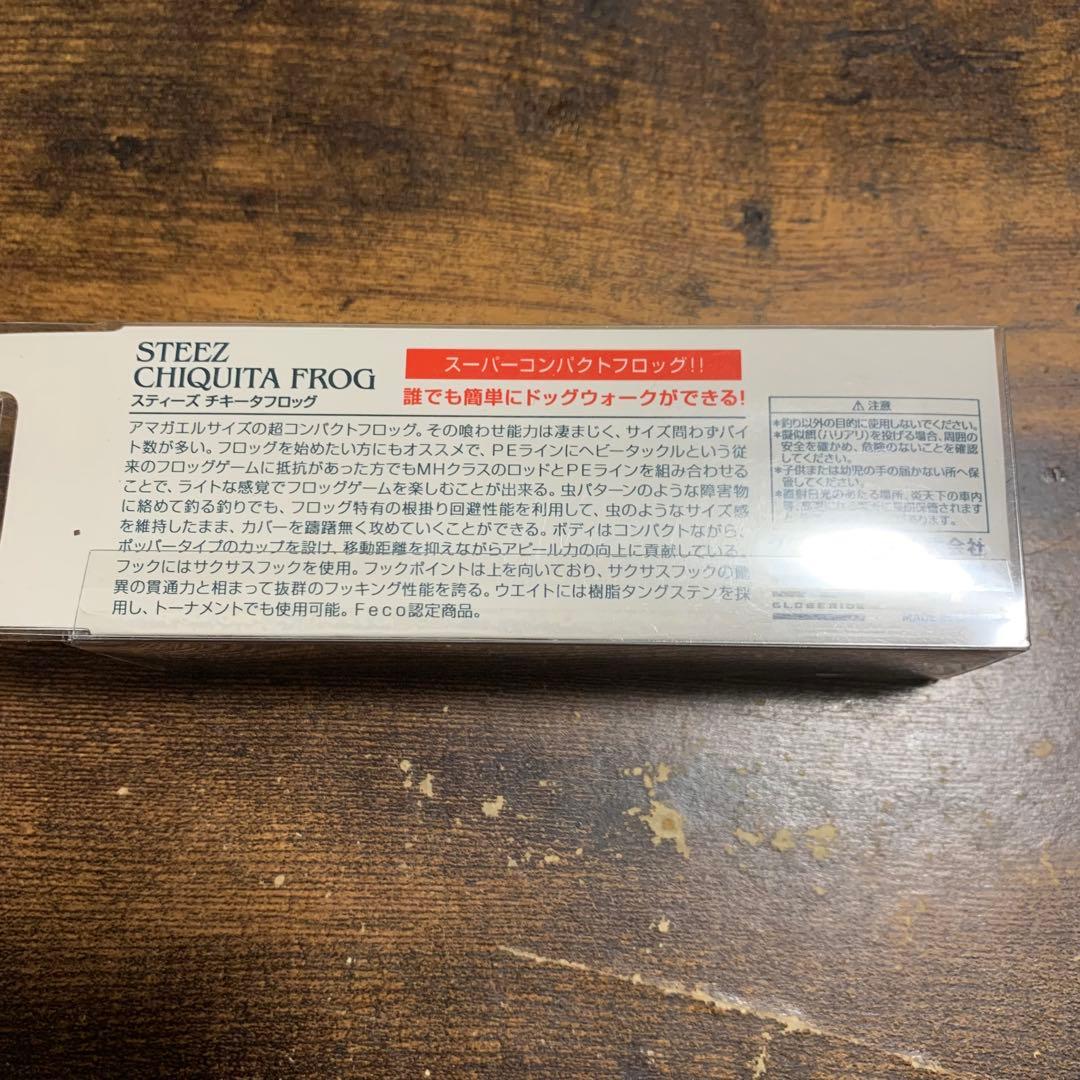 STEEZ
CHIQUITA FROG
スティーズ チキータフロッグ
スーパーコンパクトフロッグ!!
誰でも簡単にドッグウォークができる!
アマガエルサイズの超コンパクトフロッグ。その喰わせ能力は凄まじく、サイズ問わずバイ
ト数が多い。フロッグを始めたい方にもオススメで、PEラインにヘビータックルという従
来のフロッグゲームに抵抗があった方でもMHクラスのロッドとPEラインを組み合わせる
ことで、ライトな感覚でフロッグゲームを楽しむことが出来る。虫パターンのような障害物
に絡めて釣る釣りでも、フロッグ特有の根掛り回避性能を利用して、虫のようなサイズ感
を維持したまま、カバーを躊躇無く攻めていくことができる。ボディはコンパクトながら、
ポッパータイプのカップを設け、移動距離を抑えながらアピール力の向上に貢献している。
フックにはサクサスフックを使用。フックポイントは上を向いており、サクサスフックの驚
異の貫通力と相まって抜群のフッキング性能を誇る。ウエイトには樹脂タングステンを採
用し、トーナメントでも使用可能。Feco認定商品。
⚠注意
*釣り以外の目的に使用しないでください。
*擬似餌(ハリアリ)を投げる場合、周囲の
安全を確かめ、危険のないことを確認
してください。
*子供または幼児の手の届かない所へ保
管してください。
*直射日光のあたる場所、炎天下の車内
あります。
会社
GLOBERIDE
MADE